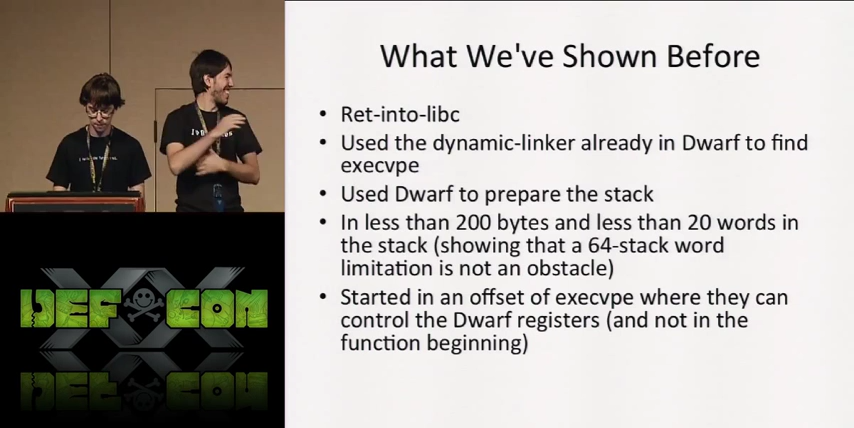 What We've Shown Before
• Ret-into-libc
• Used the dynamic-linker already in Dwarf to find
execvpe
• Used Dwarf to prepare the stack
• In less than 200 bytes and less than 20 words in
the stack (showing that a 64-stack word
limitation is not an obstacle)
• Started in an offset of execvpe where they can
control the Dwarf registers (and not in the
function beginning)
XX
DEF CON